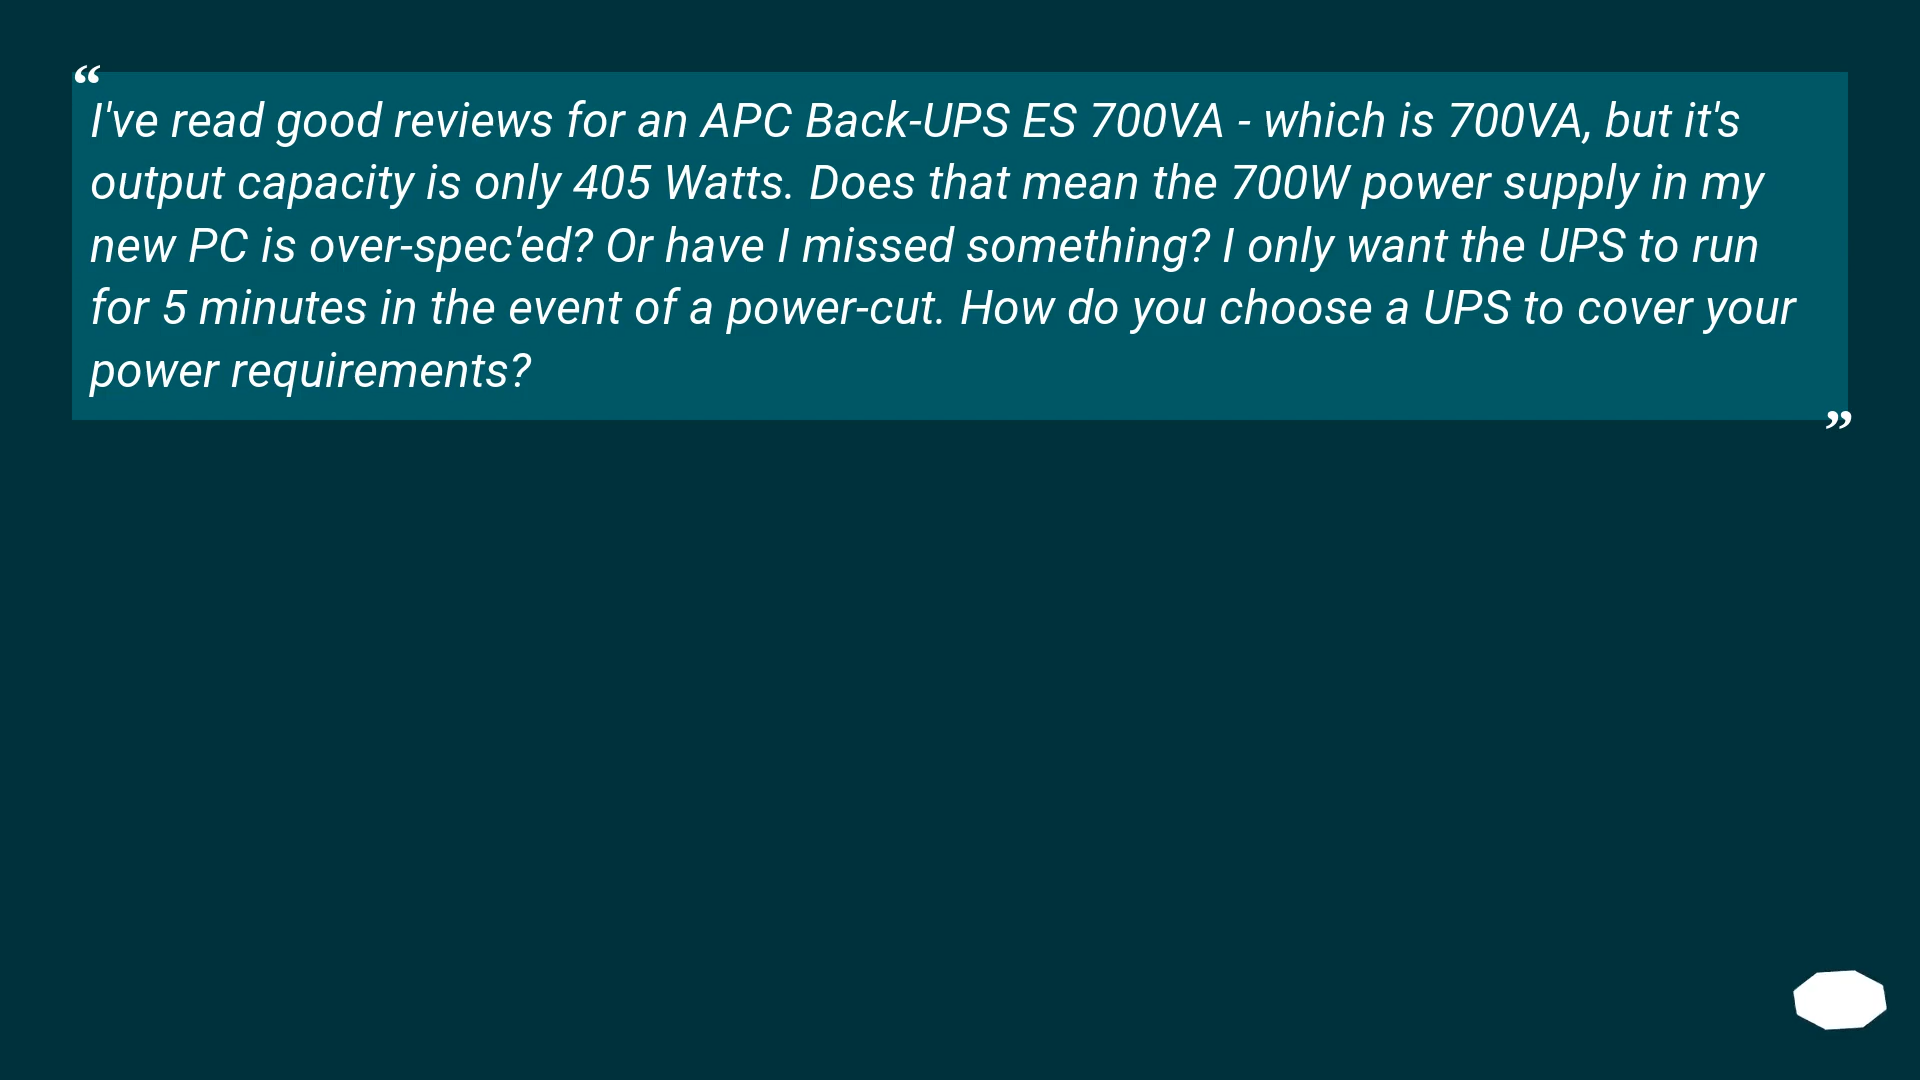 “
I've read good reviews for an APC Back-UPS ES 700VA - which is 700VA, but it's
output capacity is only 405 Watts. Does that mean the 700W power supply in my
new PC is over-spec'ed? Or have I missed something? I only want the UPS to run
for 5 minutes in the event of a power-cut. How do you choose a UPS to cover your
power requirements?
”